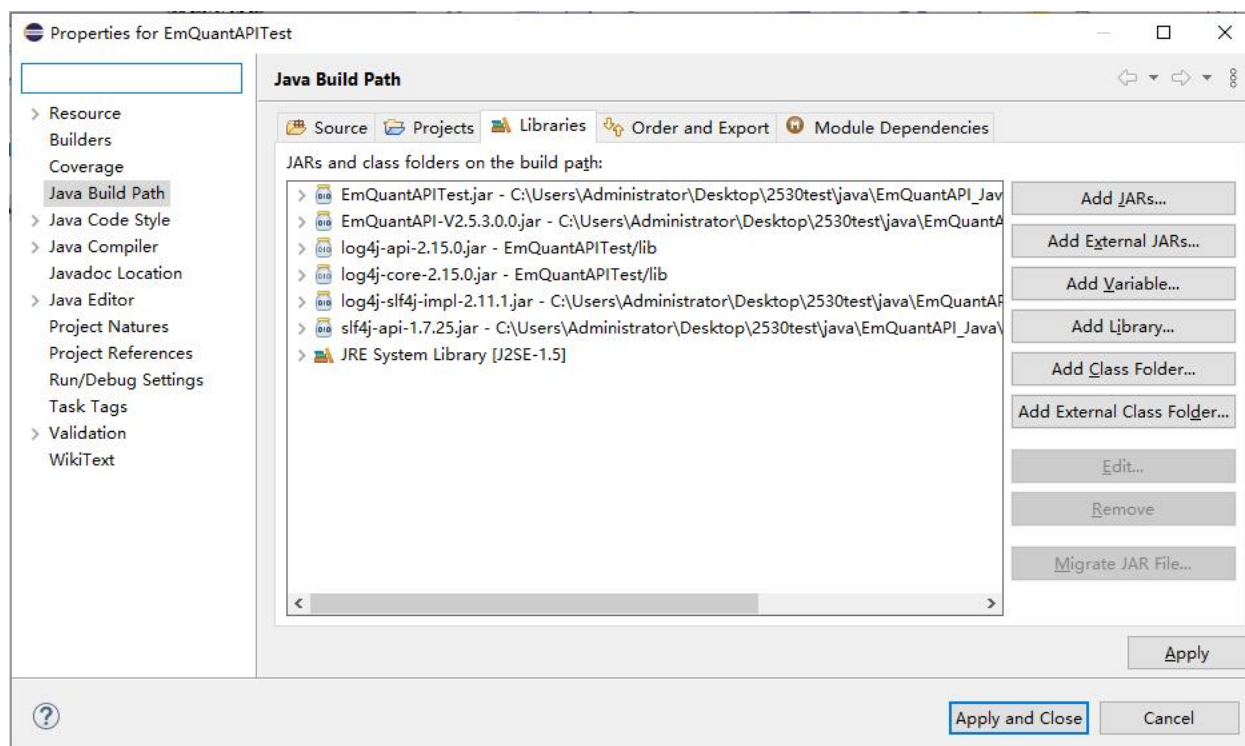 Properties for EmQuantAPITest
Java Build Path
Resource
Builders
Coverage
Java Build Path
Java Code Style
Java Compiler
Javadoc Location
Java Editor
Project Natures
Project References
Run/Debug Settings
Task Tags
Validation
WikiText
Source Projects Libraries Order and Export Module Dependencies
JARs and class folders on the build path:
EmQuantAPITest.jar - C:\Users\Administrator\Desktop\2530test\java\EmQuantAPI_Jav
EmQuantAPI-V2.5.3.0.0.jar - C:\Users\Administrator\Desktop\2530test\java\EmQuantA
log4j-api-2.15.0.jar - EmQuantAPITest/lib
log4j-core-2.15.0.jar - EmQuantAPITest/lib
log4j-slf4j-impl-2.11.1.jar - C:\Users\Administrator\Desktop\2530test\java\EmQuantAP
slf4j-api-1.7.25.jar - C:\Users\Administrator\Desktop\2530test\java\EmQuantAPI_Java\
JRE System Library [J2SE-1.5]
Add JARs...
Add External JARs...
Add Variable...
Add Library...
Add Class Folder...
Add External Class Folder...
Edit...
Remove
Migrate JAR File...
Apply
Apply and Close
Cancel